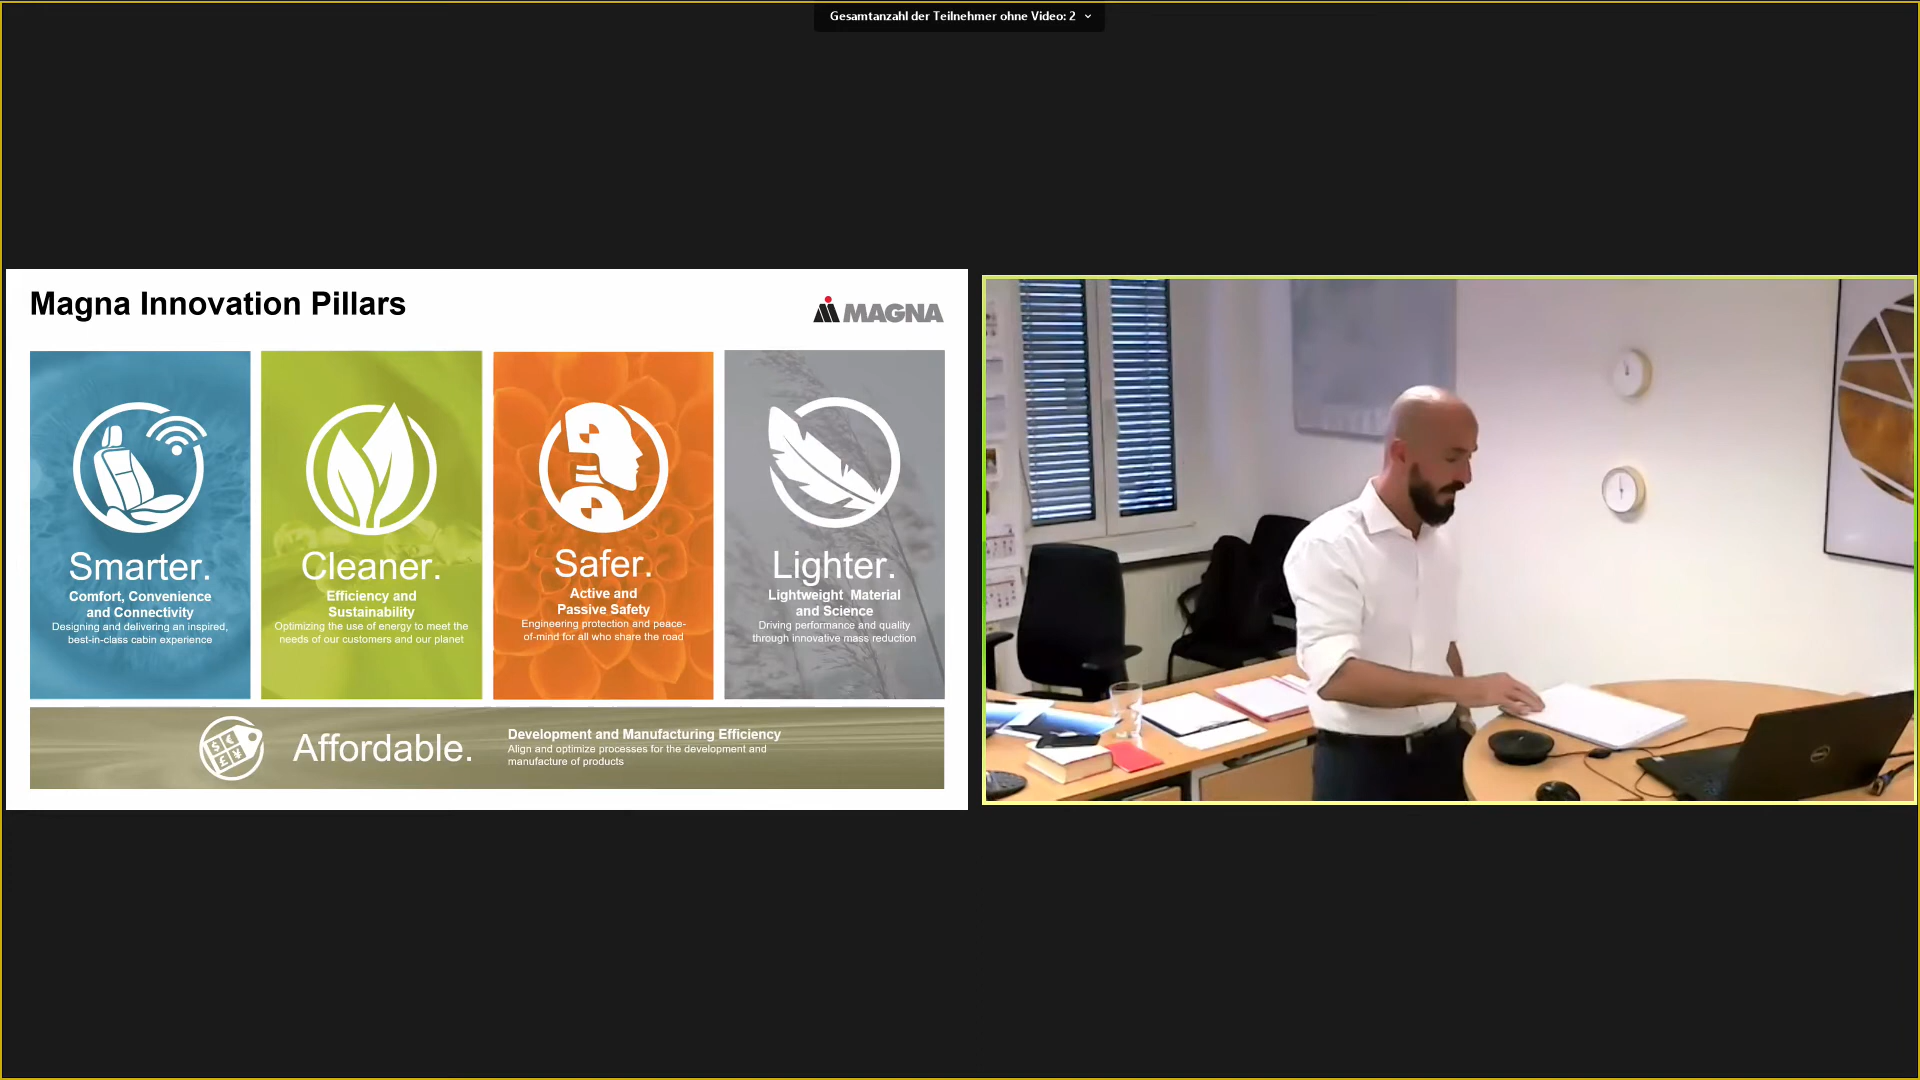 Gesamtanzahl der Teilnehmer ohne Video: 2
Magna Innovation Pillars
MAGNA
Smarter.
Comfort, Convenience
and Connectivity
Designing and delivering an inspired,
best-in-class cabin experience
Cleaner.
Efficiency and
Sustainability
Optimizing the use of energy to meet the
needs of our customers and our planet
Safer.
Active and
Passive Safety
Engineering protection and peace-
of-mind for all who share the road
Lighter.
Lightweight Material
and Science
Driving performance and quality
through innovative mass reduction
$ €
£ ¥
Affordable.
Development and Manufacturing Efficiency
Align and optimize processes for the development and
manufacture of products
DELL